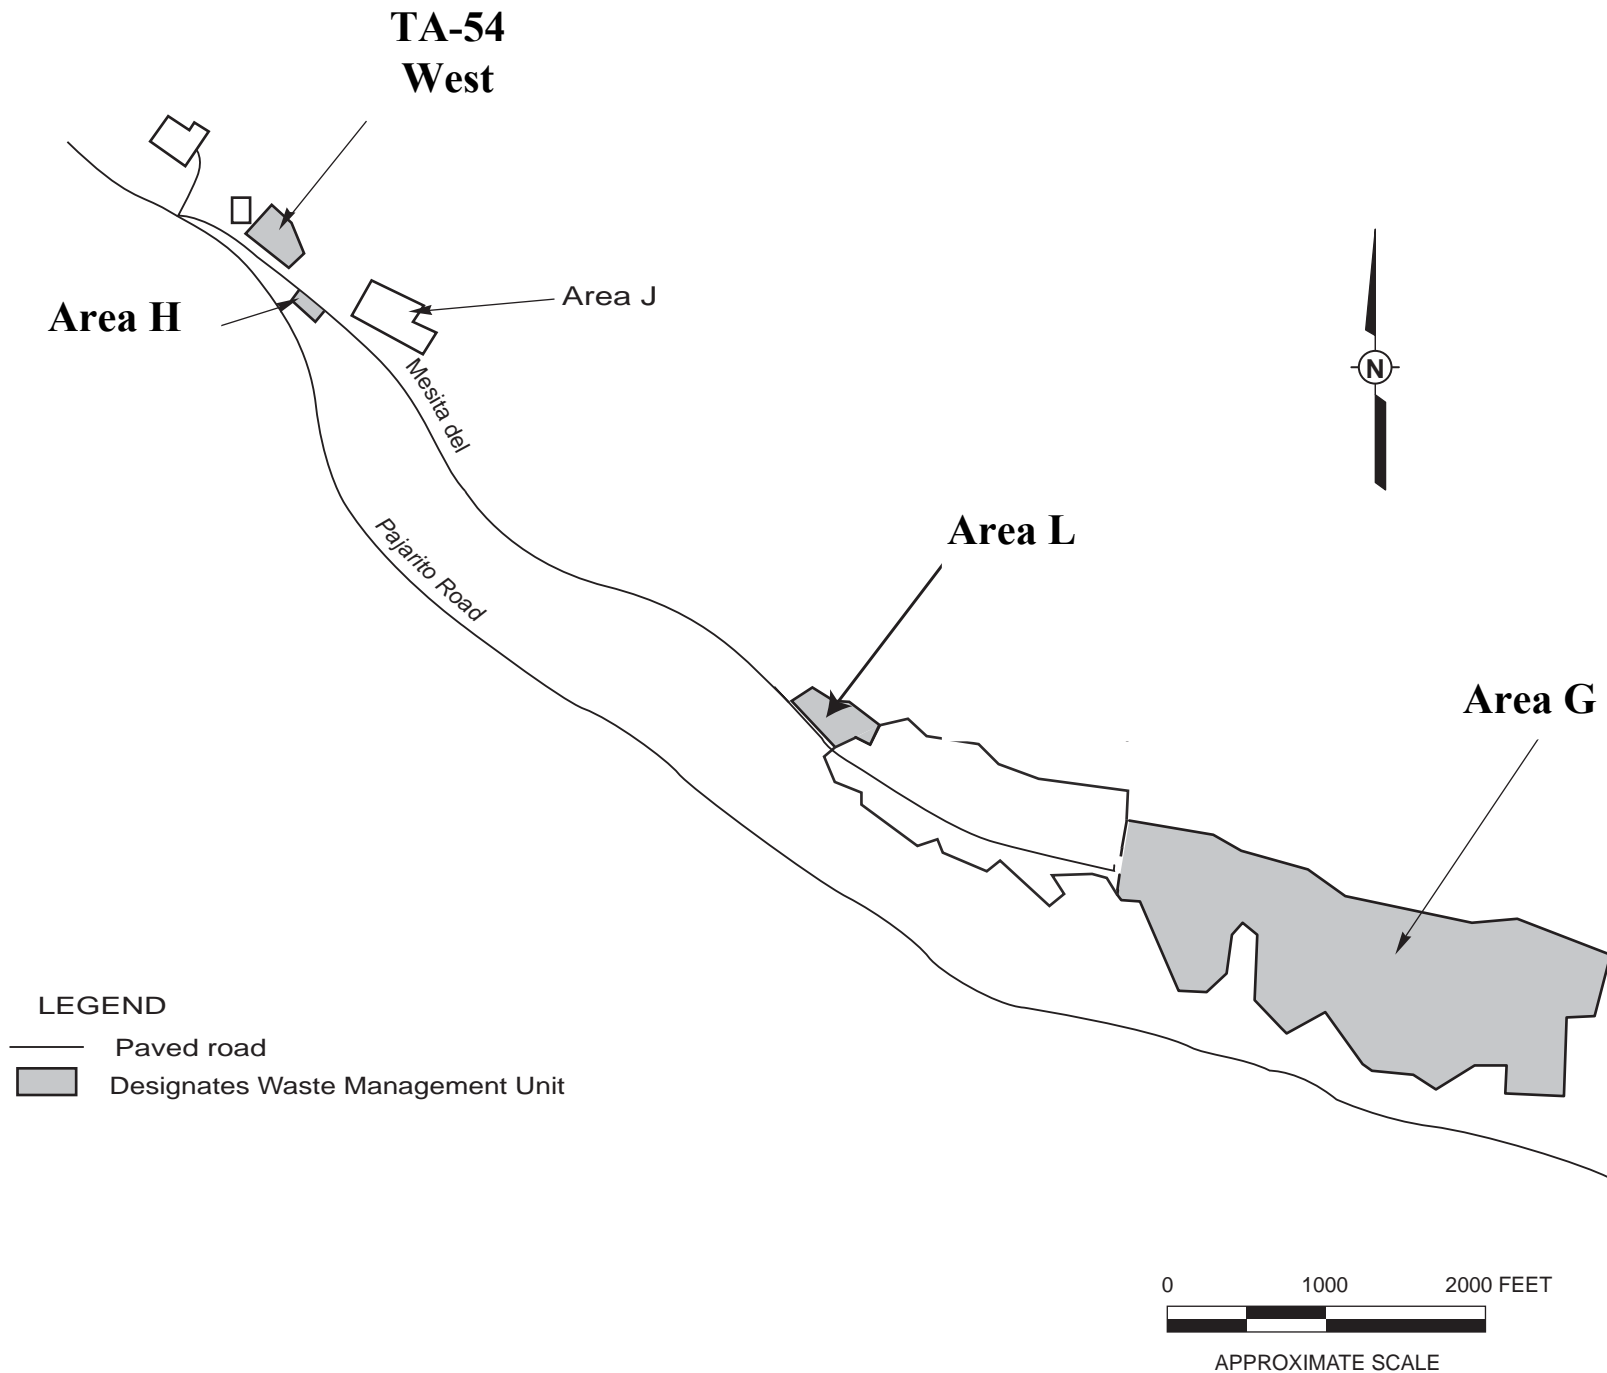 TA-54
West
Area J
Area H
Mesita del
N
Pajarito Road
Area L
Area G
LEGEND
Paved road
Designates Waste Management Unit
0 1000 2000 FEET
APPROXIMATE SCALE